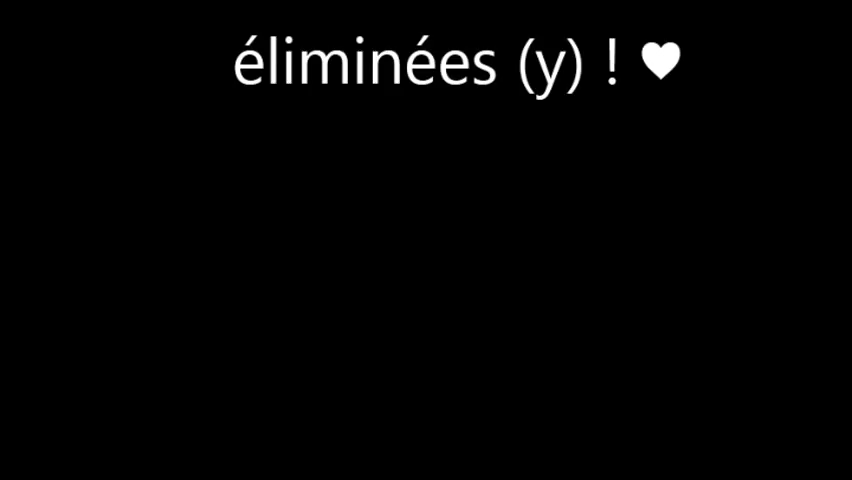 éliminées (y) ! ♥